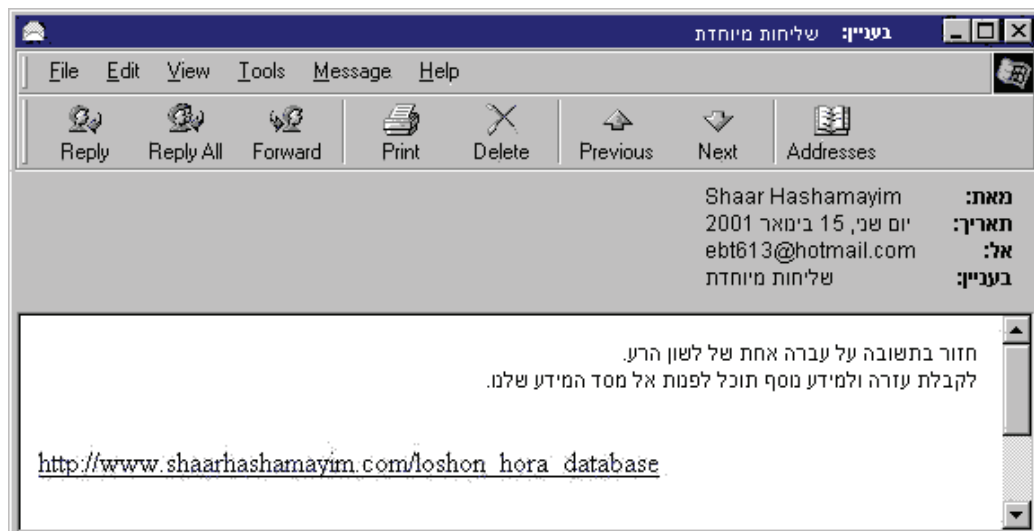 בעניין: שליחות מיוחדת
File Edit View Tools Message Help
Reply Reply All Forward Print Delete Previous Next Addresses
מאת: Shaar Hashamayim
תאריך: יום שני, 15 בינואר 2001
אל: ebt613@hotmail.com
בעניין: שליחות מיוחדת
חזור בתשובה על עברה אחת של לשון הרע.
לקבלת עזרה ולמידע נוסף תוכל לפנות אל מסד המידע שלנו.
http://www.shaarhashamayim.com/loshon_hora_database